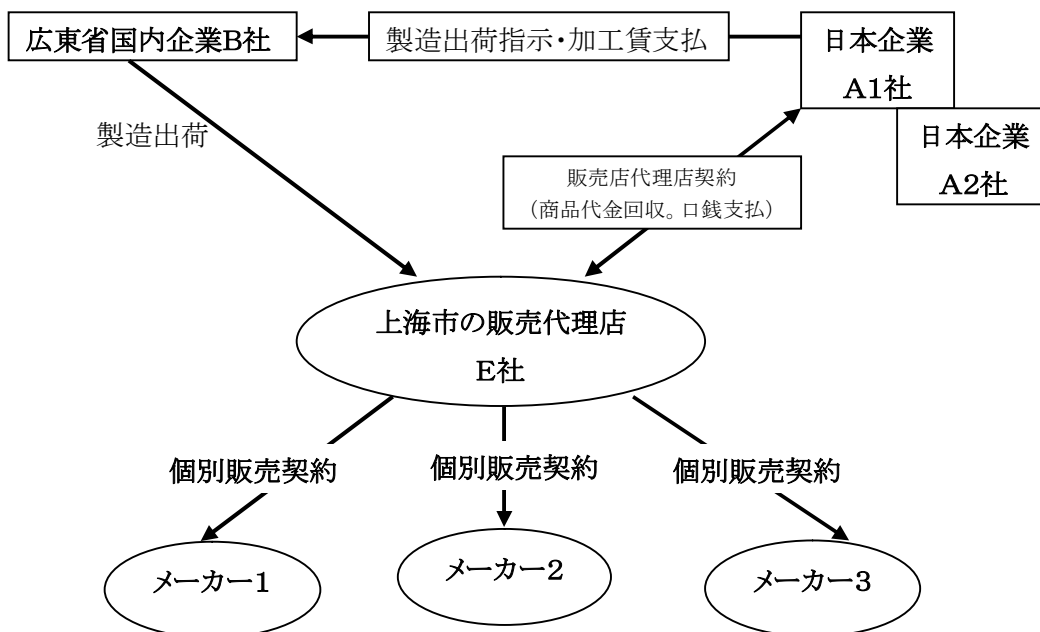 広東省国内企業B社
製造出荷指示・加工賃支払
日本企業
A1社
日本企業
A2社
製造出荷
販売店代理店契約
（商品代金回収。口銭支払）
上海市の販売代理店
E社
個別販売契約
個別販売契約
個別販売契約
メーカー1
メーカー2
メーカー3